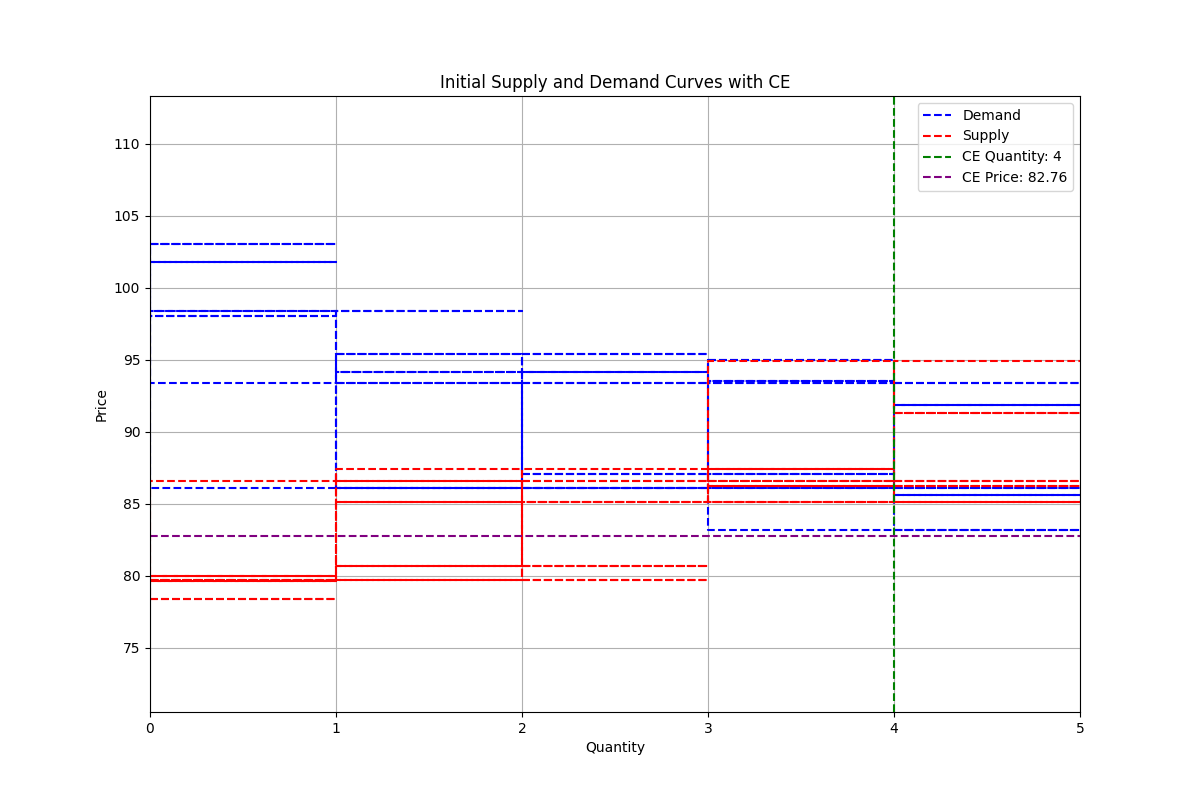 Initial Supply and Demand Curves with CE
Demand
Supply
CE Quantity: 4
CE Price: 82.76
110
105
100
95
90
85
80
75
Price
0 1 2 3 4 5
Quantity